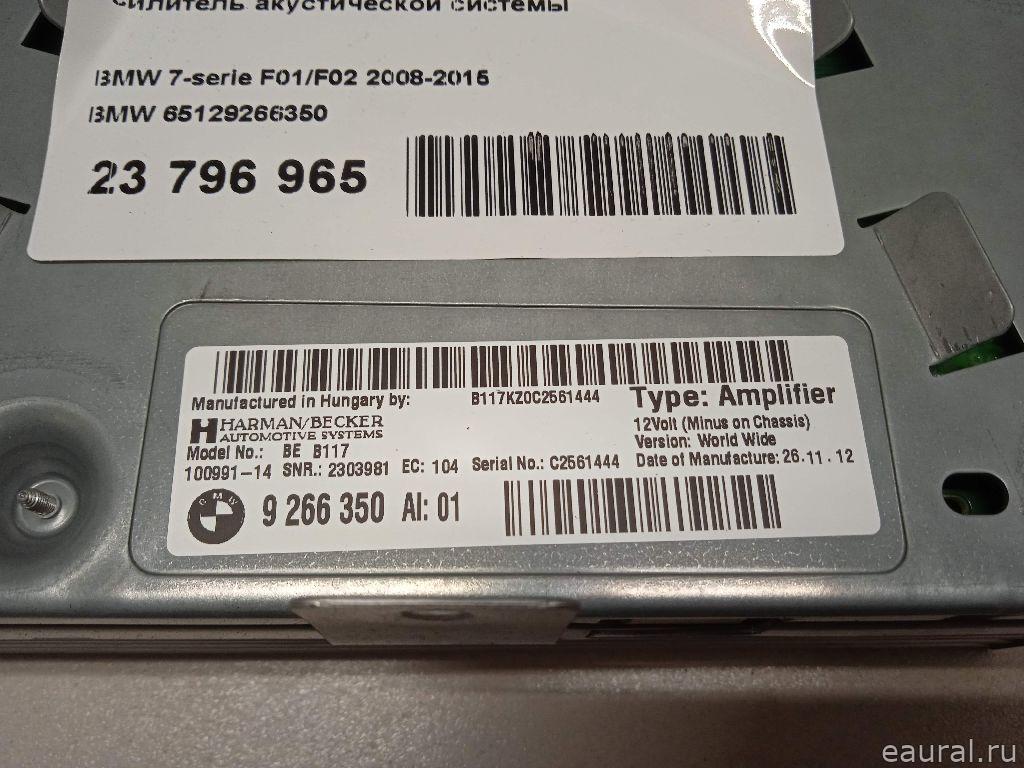 акустической системы
BMW 7-serie F01/F02 2008-2015
BMW 65129266350
23 796 965
Manufactured in Hungary by:
B117KZ0C2561444
Type: Amplifier
HARMAN/BECKER
AUTOMOTIVE SYSTEMS
12Volt (Minus on Chassis)
Model No.: BE B117
Version: World Wide
100991-14 SNR.: 2303981 EC: 104 Serial No.: C2561444 Date of Manufacture: 26.11.12
BMW
9 266 350 AI: 01
eaural.ru